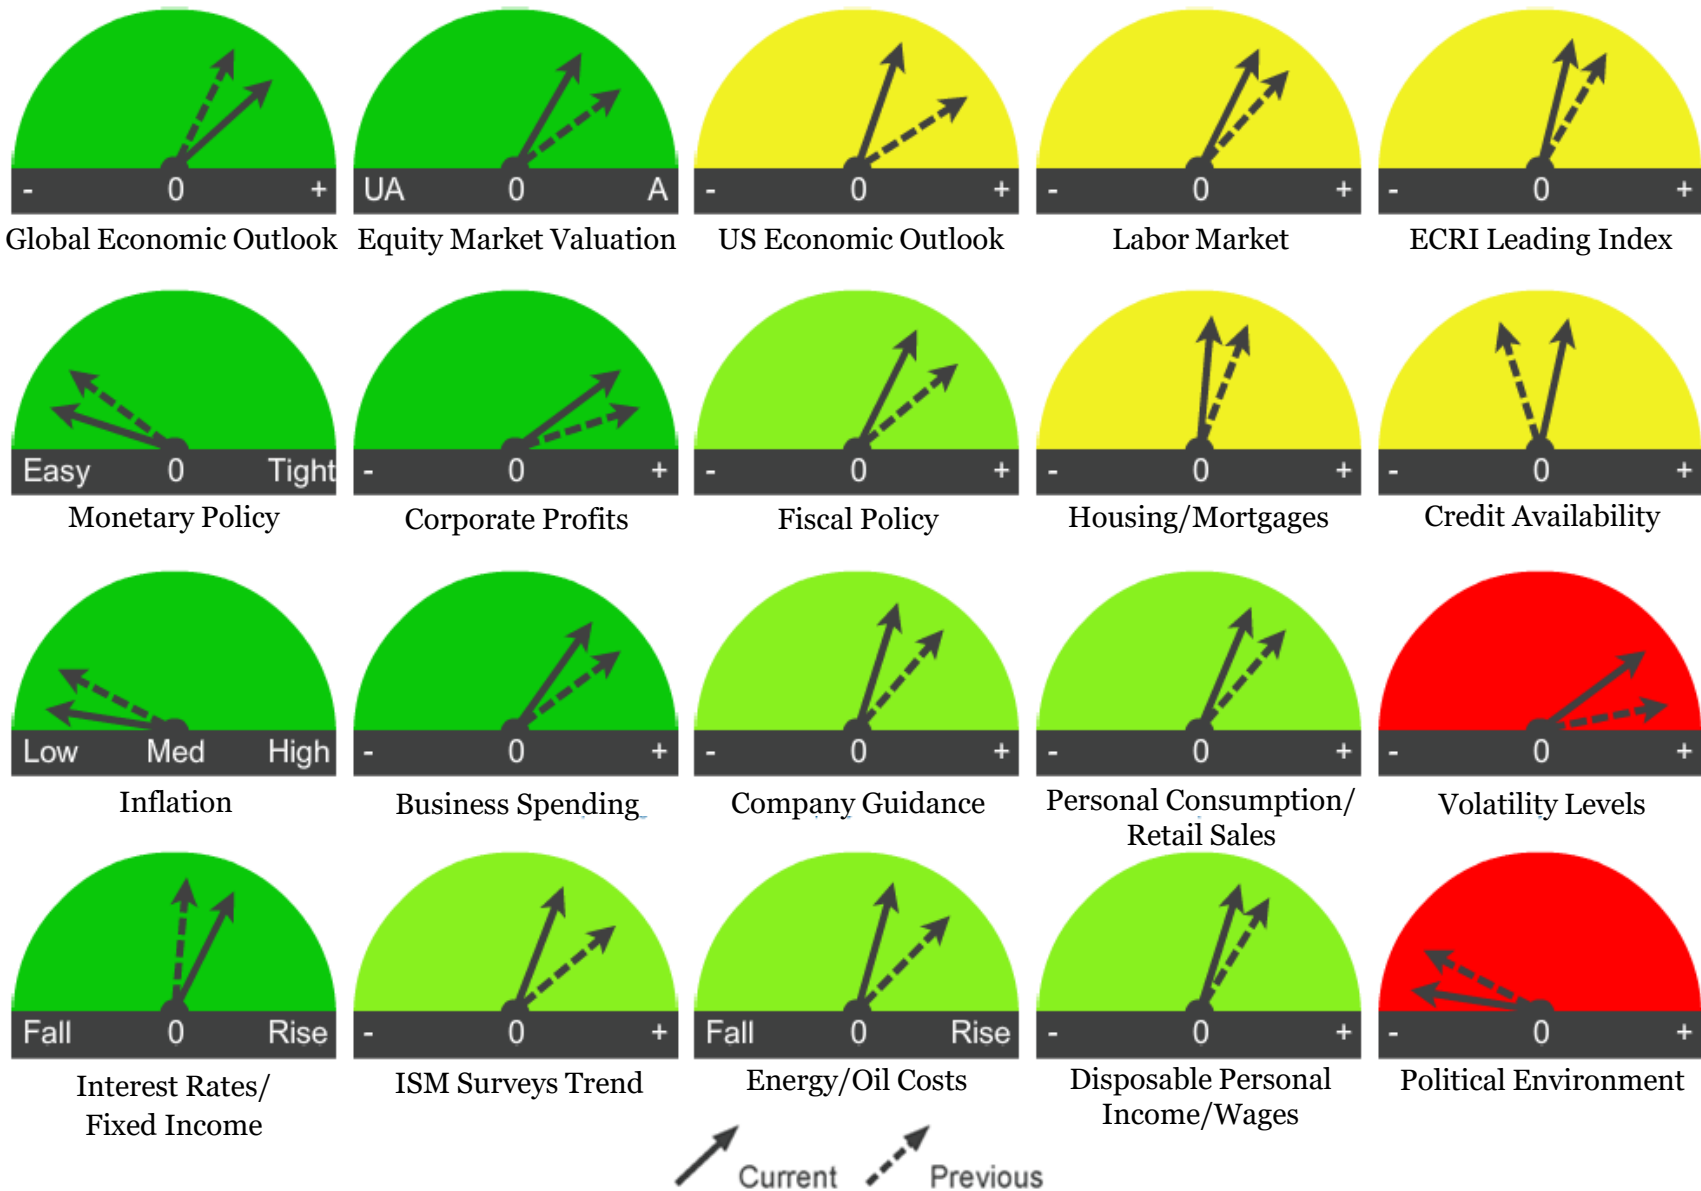 - 0 +
UA 0 A
- 0 +
- 0 +
- 0 +
Global Economic Outlook
Equity Market Valuation
US Economic Outlook
Labor Market
ECRI Leading Index
Easy 0 Tight
- 0 +
- 0 +
- 0 +
- 0 +
Monetary Policy
Corporate Profits
Fiscal Policy
Housing/Mortgages
Credit Availability
Low Med High
- 0 +
- 0 +
- 0 +
- 0 +
Inflation
Business Spending
Company Guidance
Personal Consumption/
Retail Sales
Volatility Levels
Fall 0 Rise
- 0 +
Fall 0 Rise
- 0 +
- 0 +
Interest Rates/
Fixed Income
ISM Surveys Trend
Energy/Oil Costs
Disposable Personal
Income/Wages
Political Environment
Current
Previous